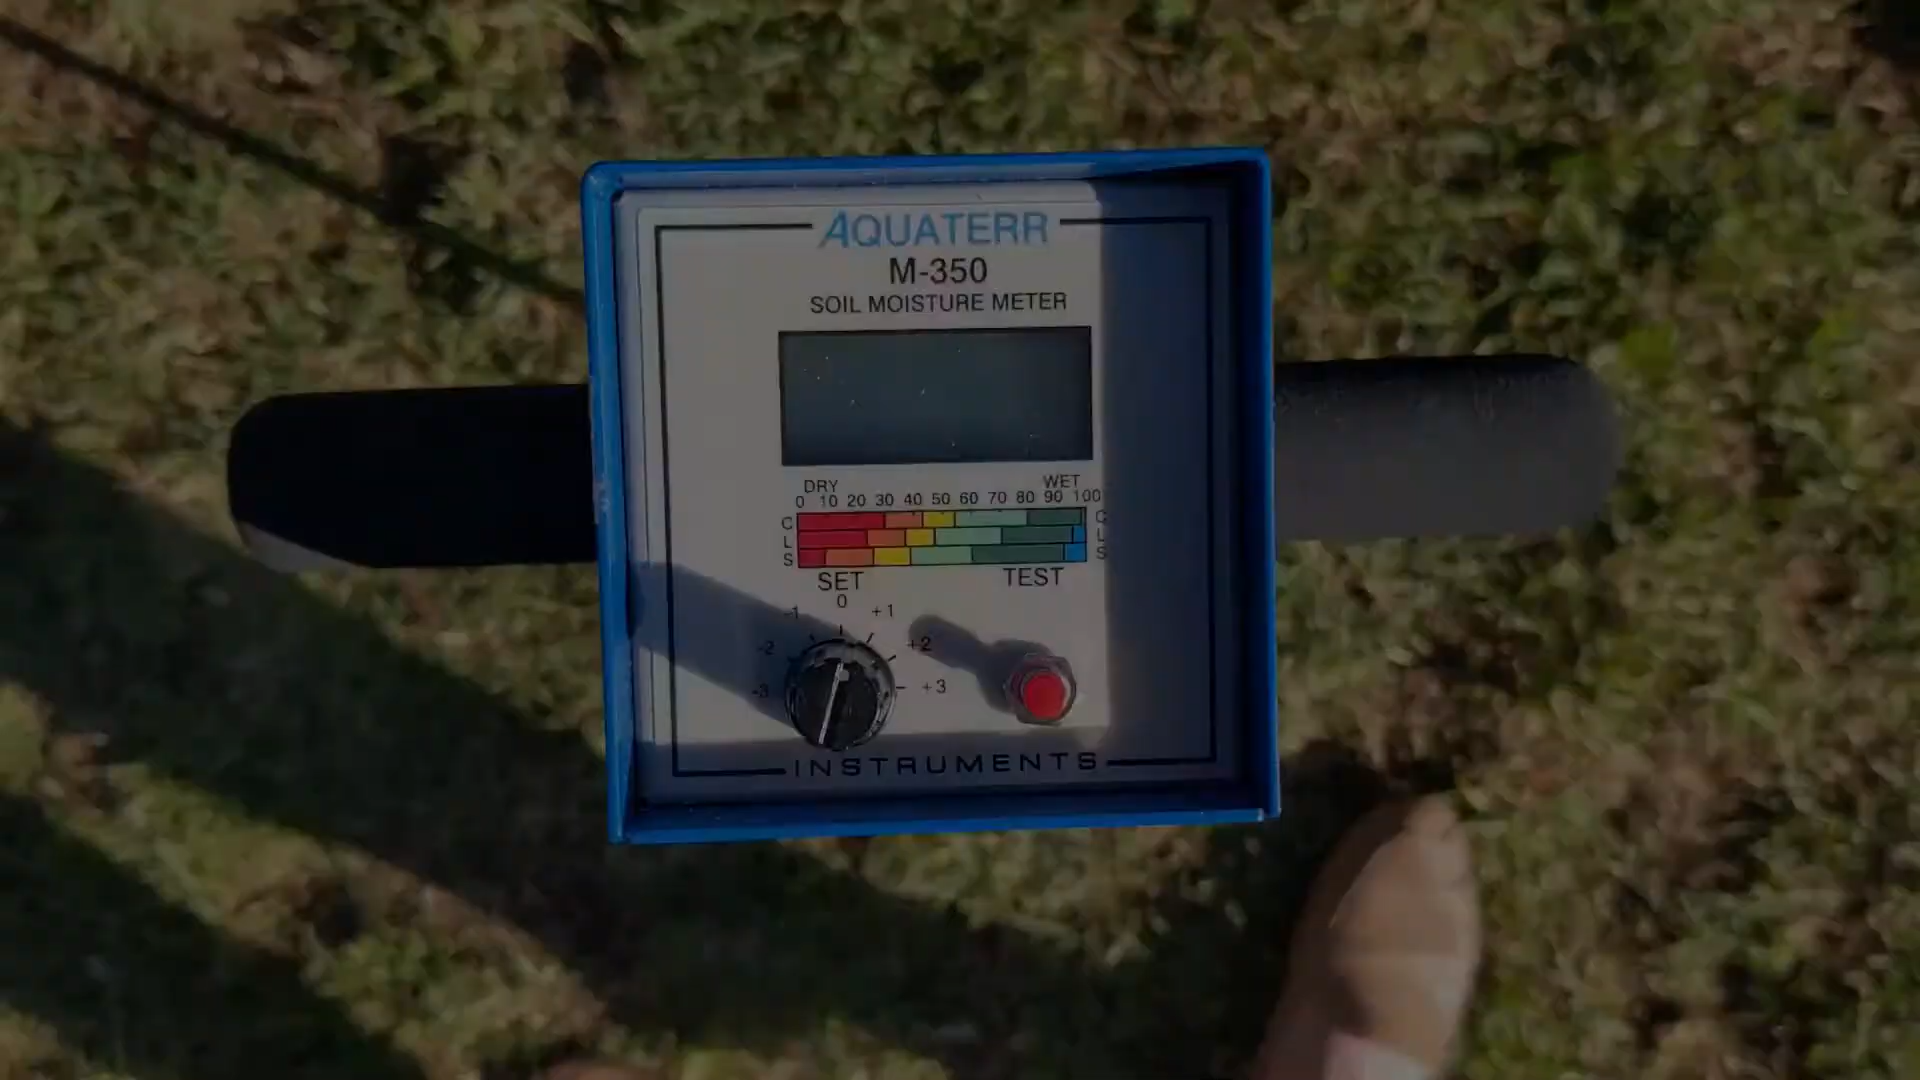 AQUATERR
M-350
SOIL MOISTURE METER
DRY WET
0 10 20 30 40 50 60 70 80 90 100
C C
L L
S S
SET TEST
0
-1 +1
-2 +2
-3 +3
INSTRUMENTS